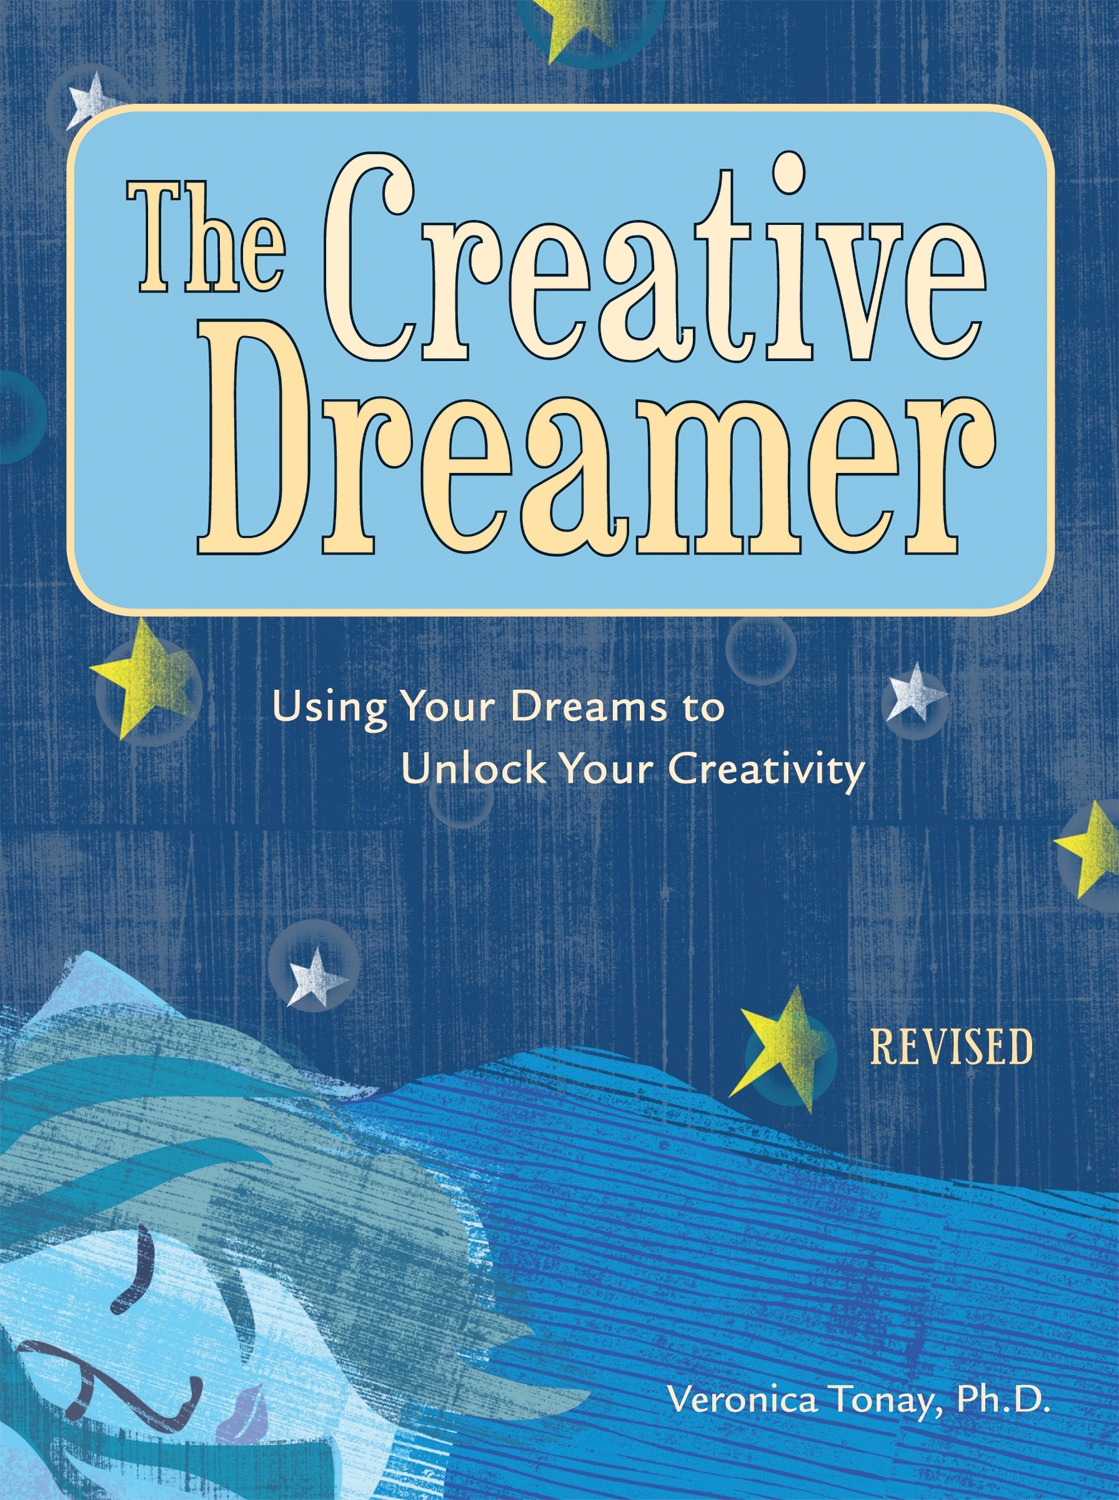 The Creative
Dreamer
Using Your Dreams to
Unlock Your Creativity
REVISED
Veronica Tonay, Ph.D.